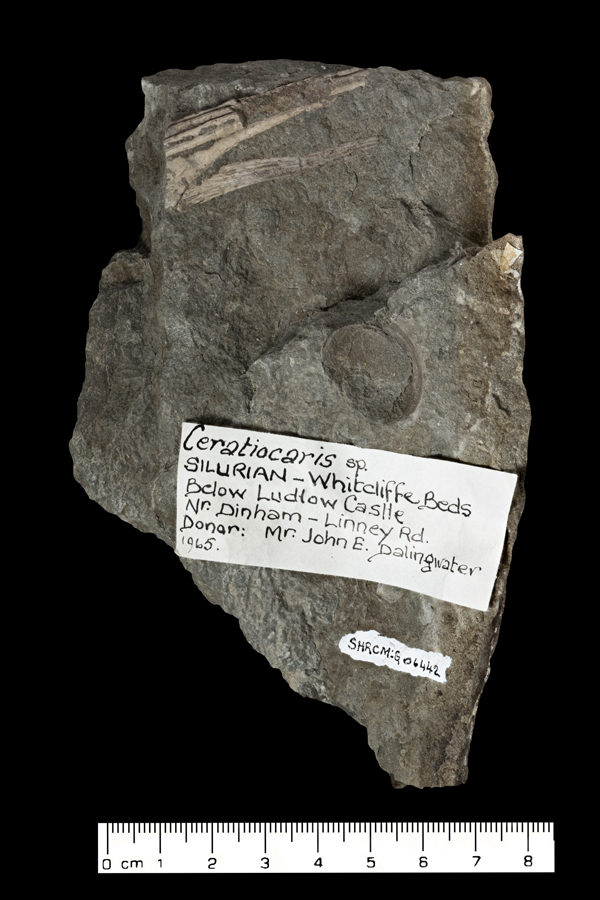 Ceratiocaris sp.
SILURIAN - Whitcliffe Beds
Below Ludlow Castle
Nr. Dinham - Linney Rd.
Donor: Mr. John E. Dalingwater
1965.
SHRCM:G 06442
0 cm 1 2 3 4 5 6 7 8